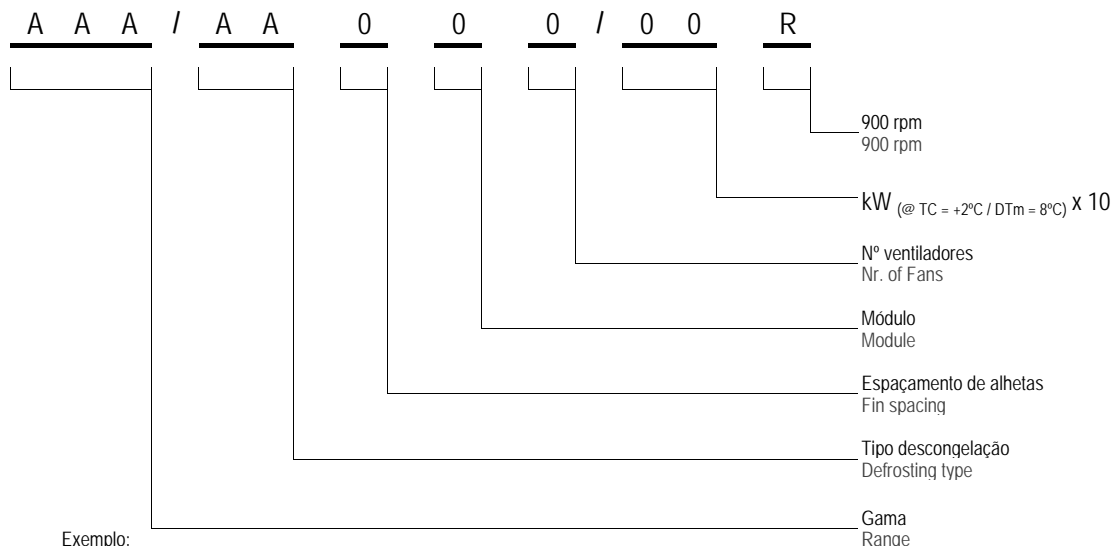 A A A / A A 0 0 0 / 0 0 R
900 rpm
900 rpm
kW (@ TC = +2ºC / DTm = 8ºC) x 10
Nº ventiladores
Nr. of Fans
Módulo
Module
Espaçamento de alhetas
Fin spacing
Tipo descongelação
Defrosting type
Gama
Range
Exemplo: